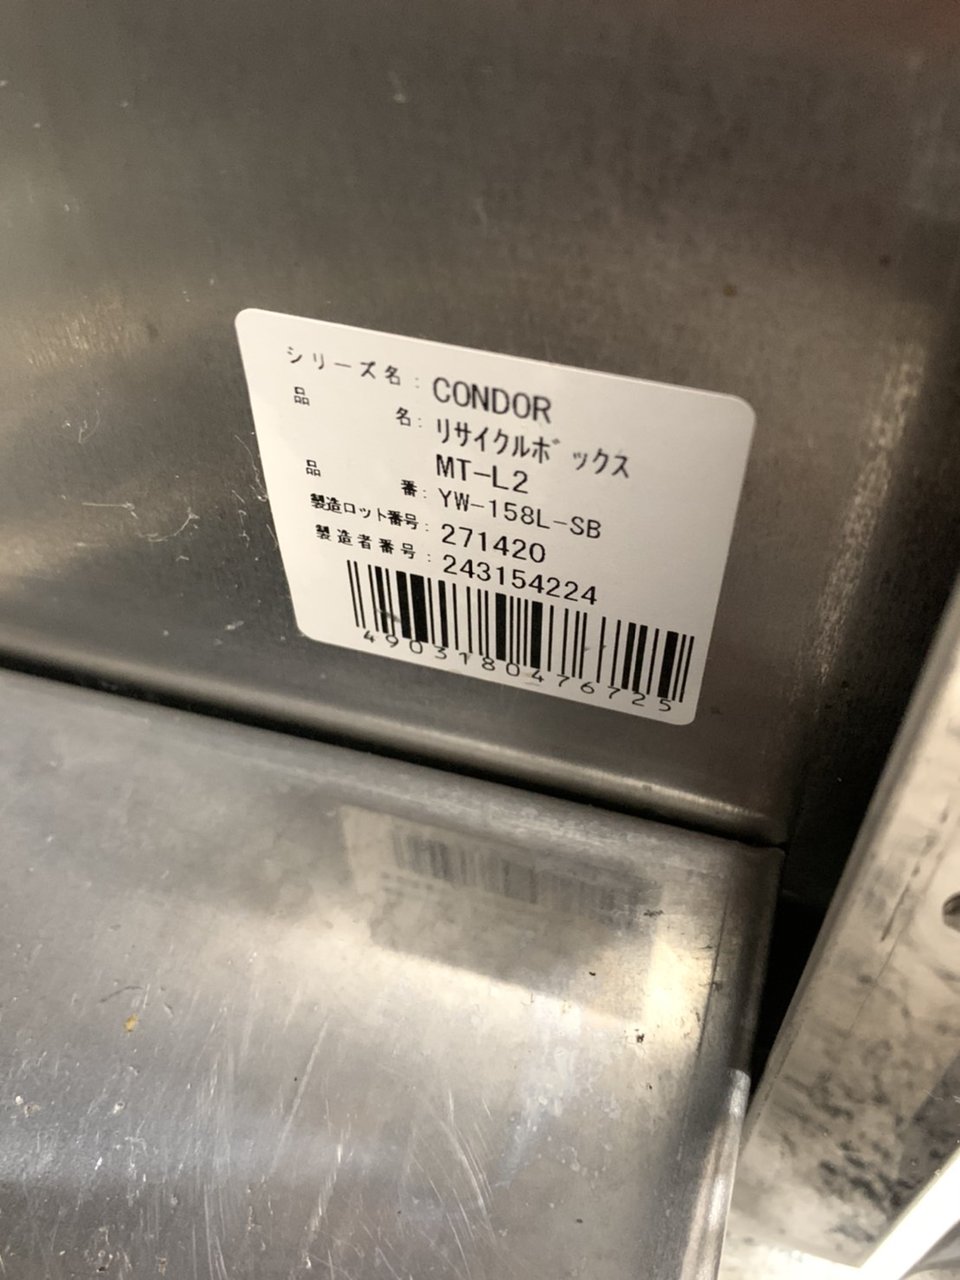 シリーズ名: CONDOR
品名: リサイクルボックス
MT-L2
品番: YW-158L-SB
製造ロット番号: 271420
製造者番号: 243154224
4903180476725